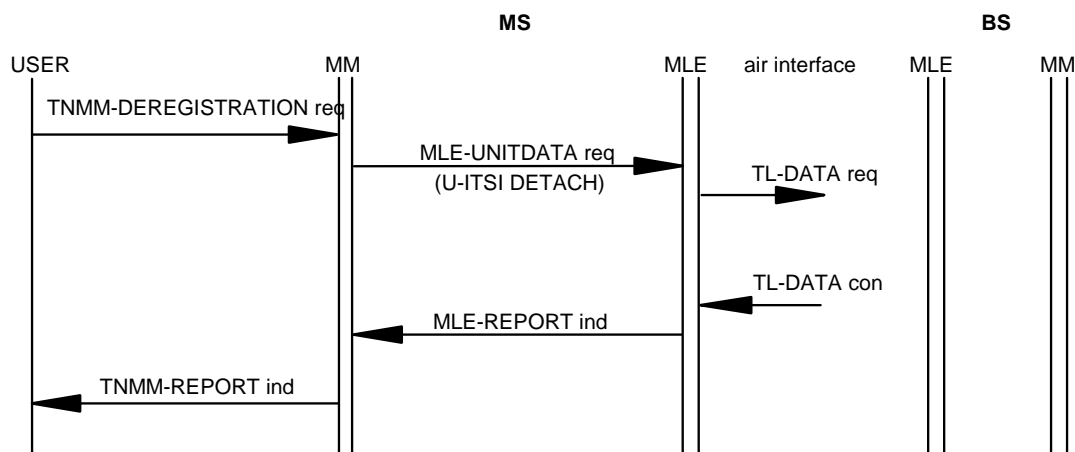 MS BS
USER MM MLE air interface MLE MM
TNMM-DEREGISTRATION req
MLE-UNITDATA req
(U-ITSI DETACH)
TL-DATA req
TL-DATA con
MLE-REPORT ind
TNMM-REPORT ind